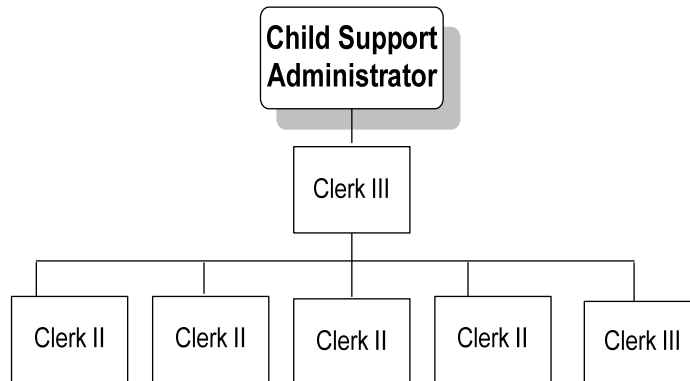 Child Support
Administrator
Clerk III
Clerk II
Clerk II
Clerk II
Clerk II
Clerk III